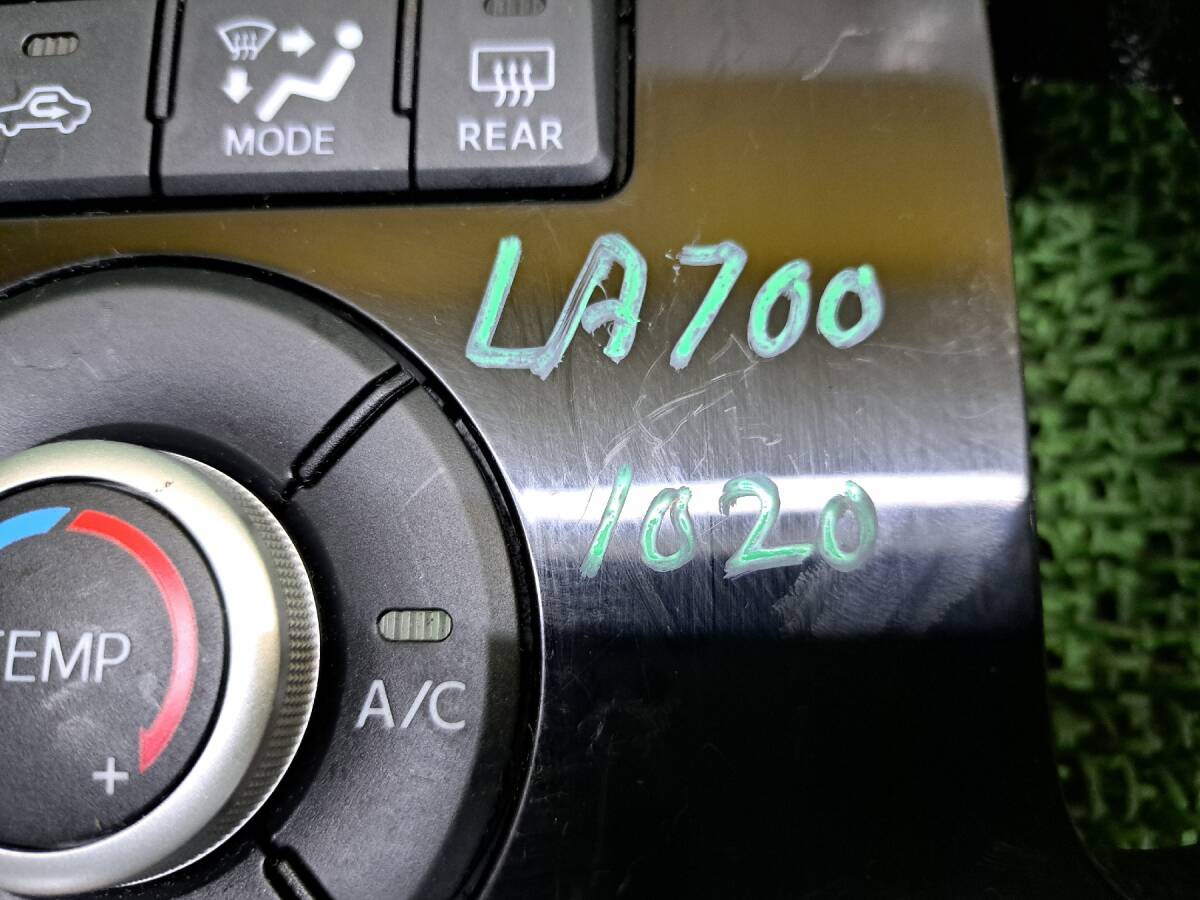 MODE
REAR
LA700
1020
TEMP
A/C
+